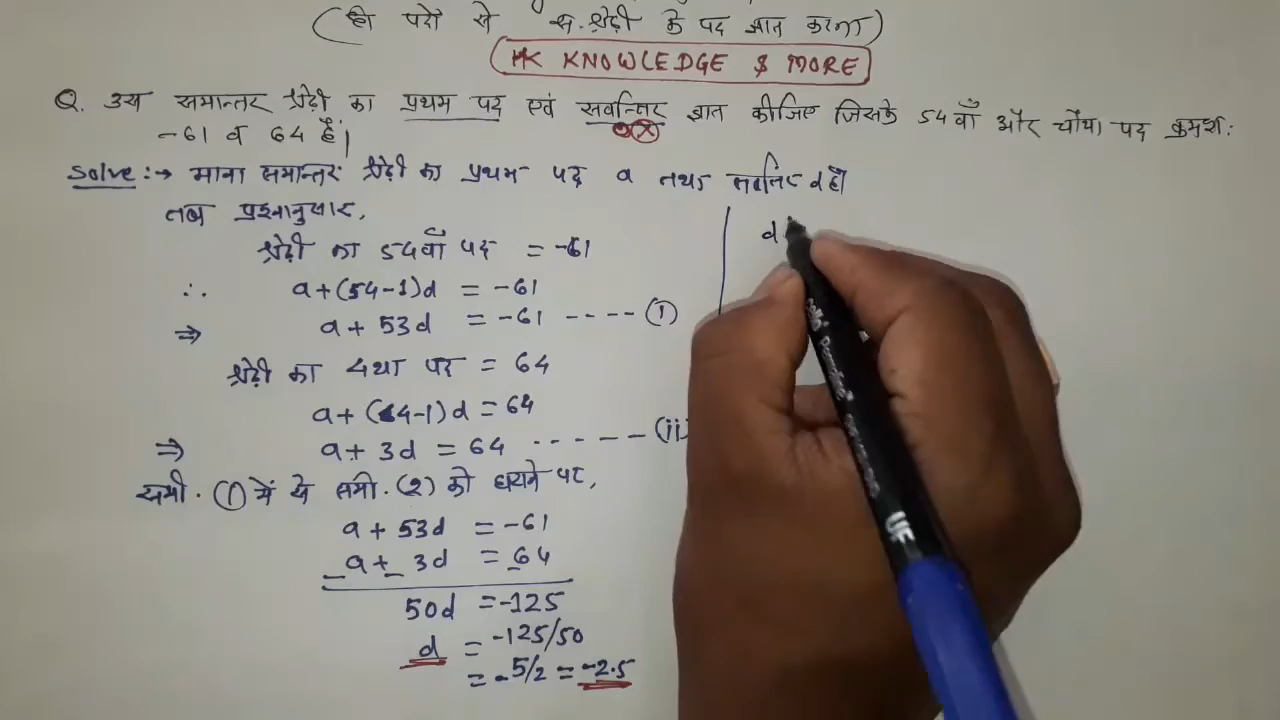 (दो पदों से स. श्रेढ़ी के पद ज्ञात करना)
HK KNOWLEDGE & MORE
Q. उस समान्तर श्रेढ़ी का प्रथम पद एवं सर्वान्तर ज्ञात कीजिए जिसके 54वाँ और चौथा पद क्रमशः
-61 व 64 है|
Solve :→ माना समान्तर श्रेढ़ी का प्रथम पद a तथा सर्वान्तर d है
तब प्रश्नानुसार,
श्रेढ़ी का 54वाँ पद = -61
∴ a+(54-1)d = -61
⇒ a + 53d = -61 ---- (1)
श्रेढ़ी का 4था पद = 64
a+(4-1)d = 64
⇒ a + 3d = 64 ----- (ii)
समी. (1) में से समी. (2) को घटाने पर,
a + 53d = -61
a + 3d = 64
50d = -125
d = -125/50
= -5/2 = -2.5
d